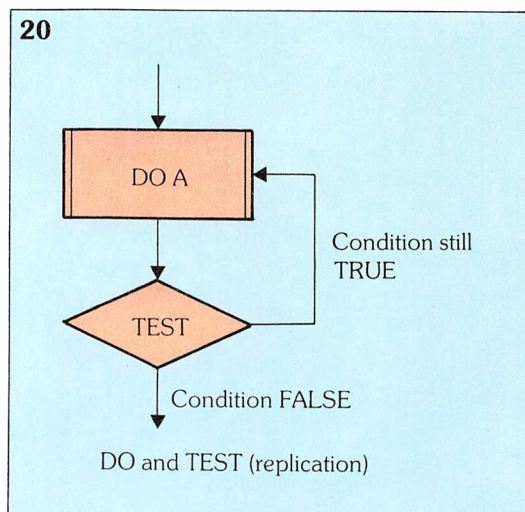 20
DO A
Condition still
TRUE
TEST
Condition FALSE
DO and TEST (replication)